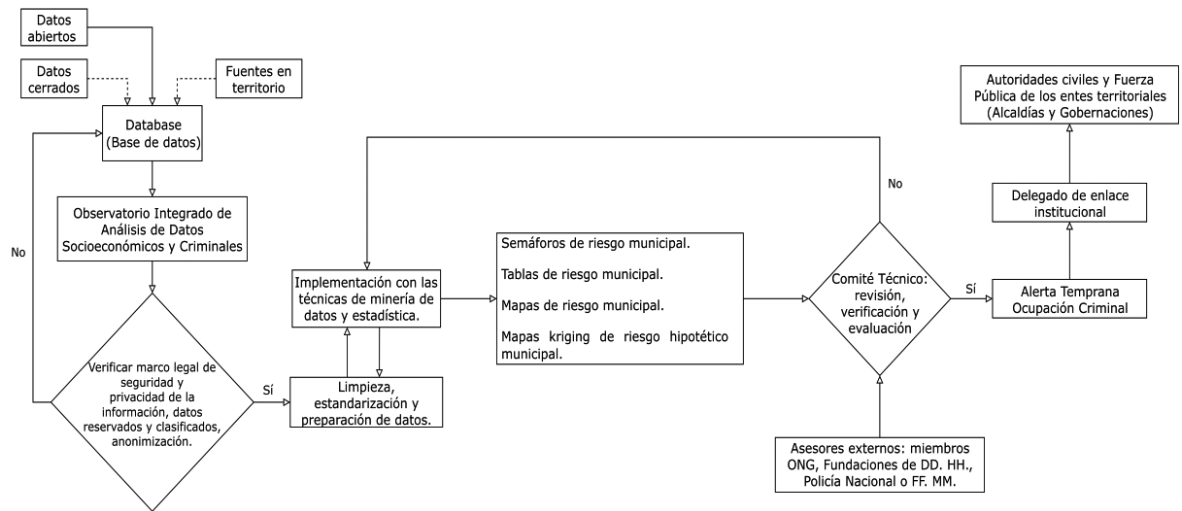 Datos
abiertos
Datos
cerrados
Fuentes en
territorio
Database
(Base de datos)
Observatorio Integrado de
Análisis de Datos
Socioeconómicos y Criminales
No
Verificar marco legal de
seguridad y
privacidad de la
información, datos
reservados y clasificados,
anonimización.
Sí
Limpieza,
estandarización y
preparación de datos.
Implementación con las
técnicas de minería de
datos y estadística.
Semáforos de riesgo municipal.
Tablas de riesgo municipal.
Mapas de riesgo municipal.
Mapas kriging de riesgo hipotético
municipal.
No
Comité Técnico:
revisión,
verificación y
evaluación
Asesores externos: miembros
ONG, Fundaciones de DD. HH.,
Policía Nacional o FF. MM.
Sí
Alerta Temprana
Ocupación Criminal
Delegado de enlace
institucional
Autoridades civiles y Fuerza
Pública de los entes territoriales
(Alcaldías y Gobernaciones)